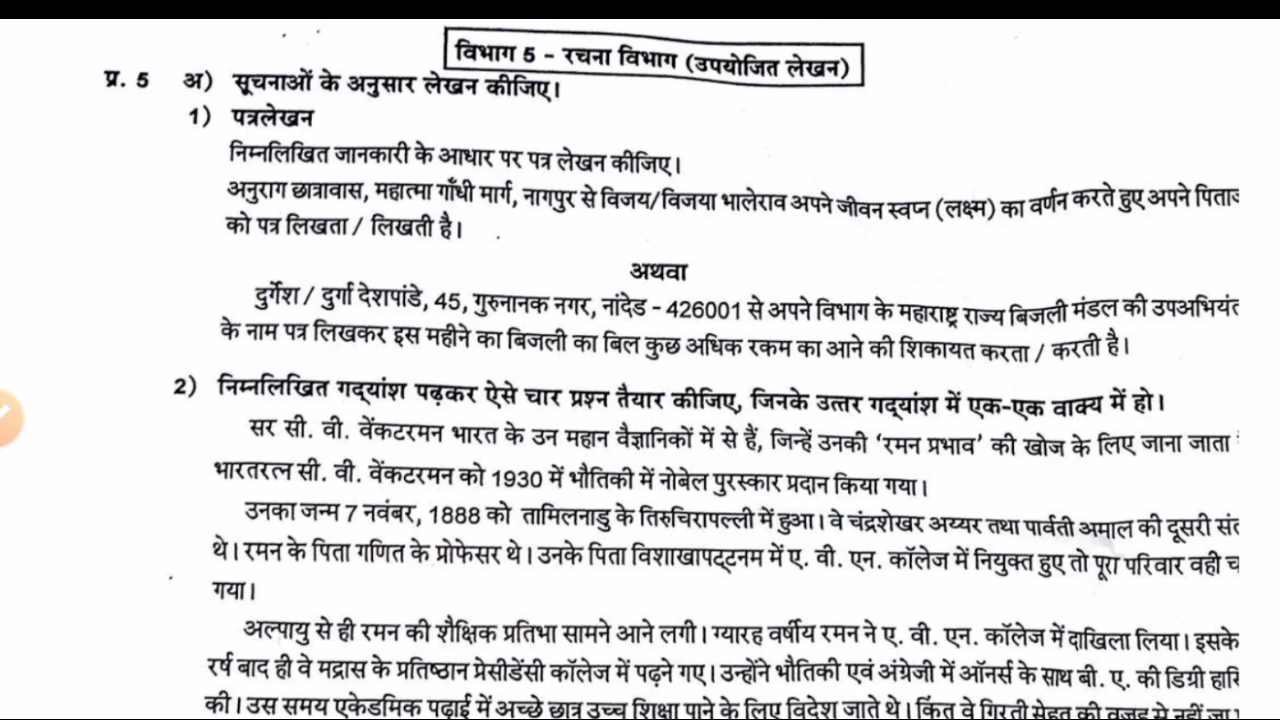 विभाग 5 - रचना विभाग (उपयोजित लेखन)
प्र. 5 अ) सूचनाओं के अनुसार लेखन कीजिए।
1) पत्रलेखन
निम्नलिखित जानकारी के आधार पर पत्र लेखन कीजिए।
अनुराग छात्रावास, महात्मा गाँधी मार्ग, नागपुर से विजय/विजया भालेराव अपने जीवन स्वप्न (लक्ष्म) का वर्णन करते हुए अपने
को पत्र लिखता / लिखती है।
अथवा
दुर्गेश / दुर्गा देशपांडे, 45, गुरुनानक नगर, नांदेड - 426001 से अपने विभाग के महाराष्ट्र राज्य बिजली मंडल की
के नाम पत्र लिखकर इस महीने का बिजली का बिल कुछ अधिक रकम का आने की शिकायत करता / करती है।
2) निम्नलिखित गद्यांश पढ़कर ऐसे चार प्रश्न तैयार कीजिए, जिनके उत्तर गद्यांश में एक-एक वाक्य में हो।
सर सी. वी. वेंकटरमन भारत के उन महान वैज्ञानिकों में से हैं, जिन्हें उनकी ‘रमन प्रभाव’ की खोज के लिए जाना जाता
भारतरत्न सी. वी. वेंकटरमन को 1930 में भौतिकी में नोबेल पुरस्कार प्रदान किया गया।
उनका जन्म 7 नवंबर, 1888 को तामिलनाडु के तिरुचिरापल्ली में हुआ। वे चंद्रशेखर अय्यर तथा पार्वती अमाल की दूसरी
थे। रमन के पिता गणित के प्रोफेसर थे। उनके पिता विशाखापट्टनम में ए. वी. एन. कॉलेज में नियुक्त हुए तो पूरा परिवार वही
गया।
अल्पायु से ही रमन की शैक्षिक प्रतिभा सामने आने लगी। ग्यारह वर्षीय रमन ने ए. वी. एन. कॉलेज में दाखिला लिया। इसके
बाद ही वे मद्रास के प्रतिष्ठान प्रेसीडेंसी कॉलेज में पढ़ने गए। उन्होंने भौतिकी एवं अंग्रेजी में ऑनर्स के साथ बी. ए. की डिग्री
की। उस समय एकेडमिक पढ़ाई में अच्छे छात्र उच्च शिक्षा पाने के लिए विदेश जाते थे। किंतु वे गिरती सेहत की वजह से नहीं